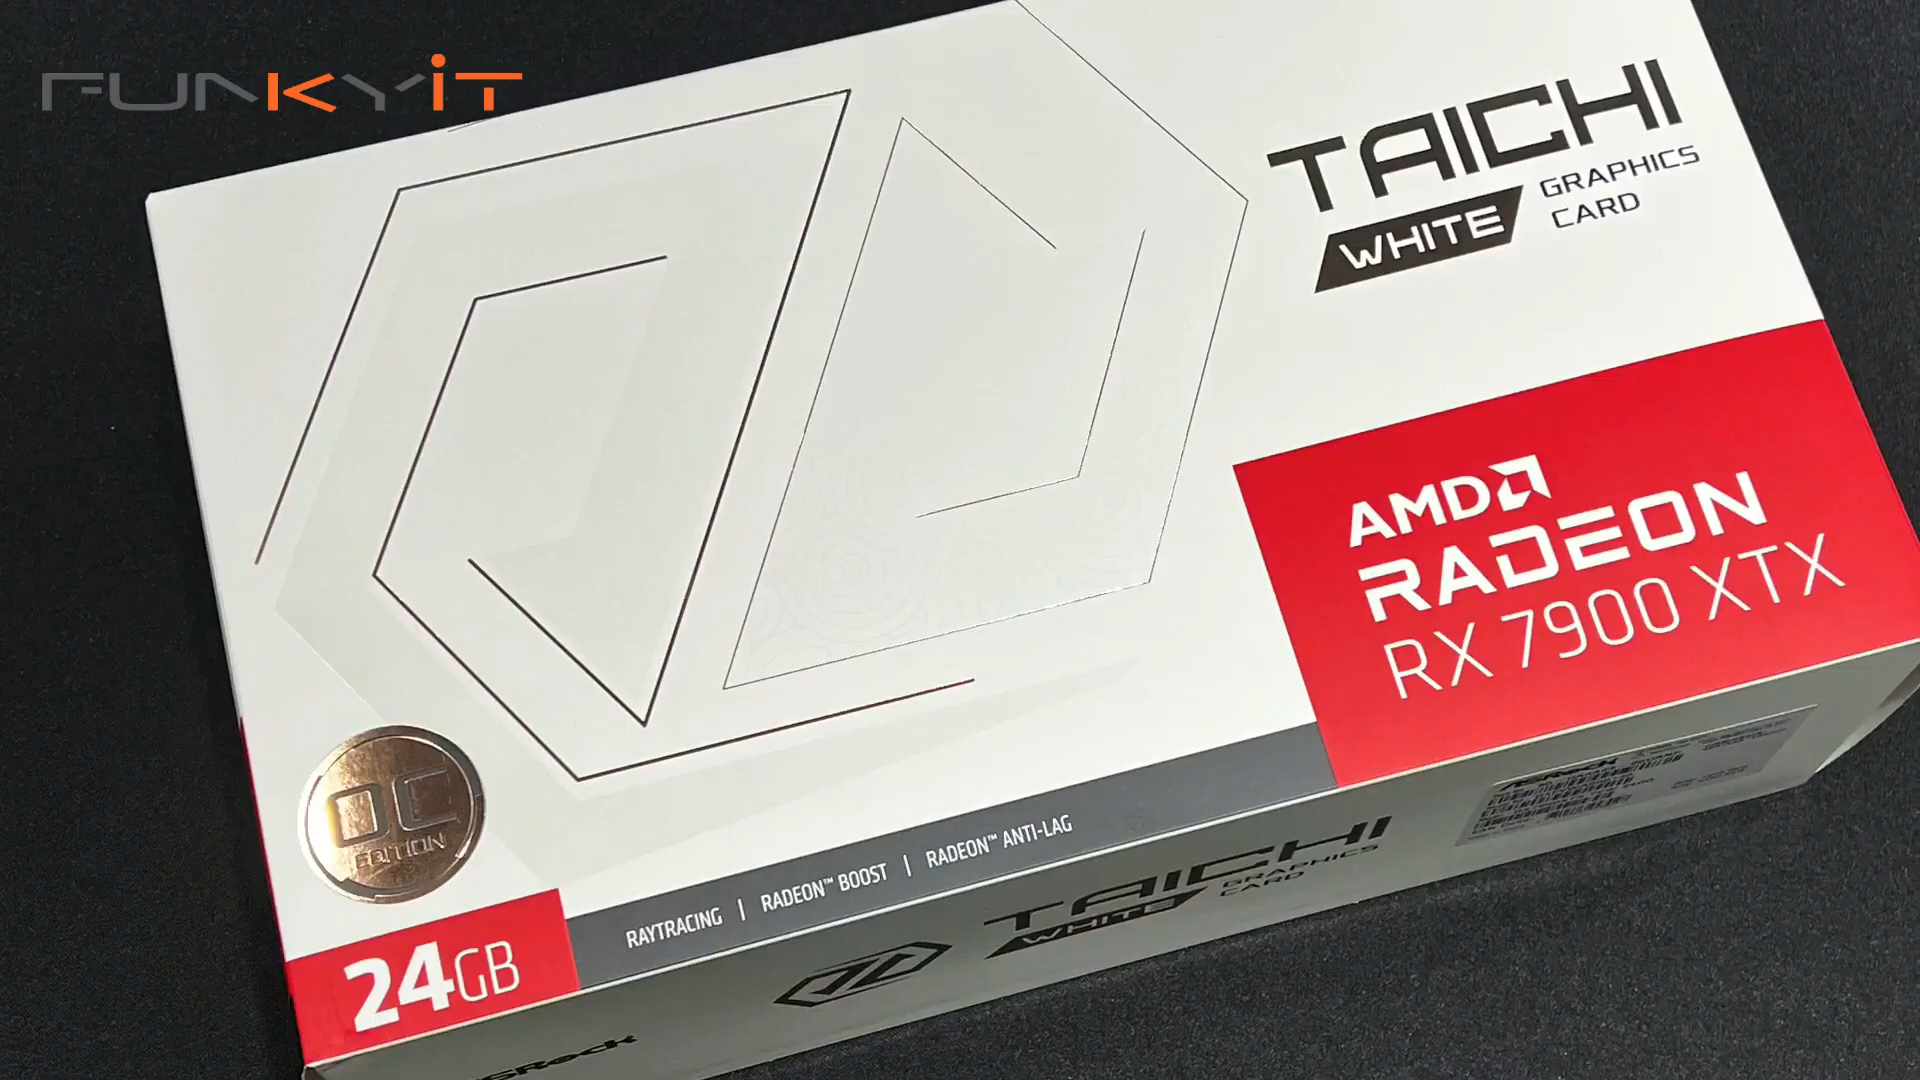 FUNKYiT
TAICHI
WHITE
GRAPHICS
CARD
AMD
RADEON
RX 7900 XTX
OC
EDITION
24GB
RAYTRACING | RADEON™ BOOST | RADEON™ ANTI-LAG
TAICHI
WHITE
GRAPHICS
CARD
ASRock